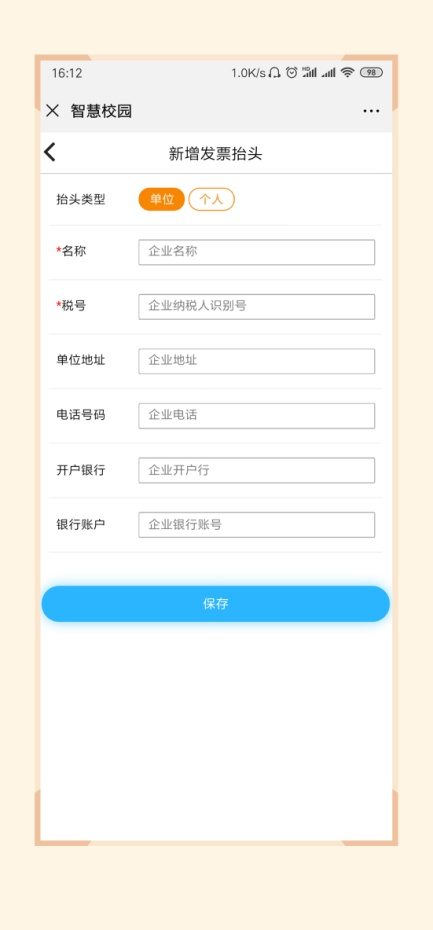 16:12 1.0K/s HD 98
智慧校园
新增发票抬头
抬头类型 单位 个人
*名称 企业名称
*税号 企业纳税人识别号
单位地址 企业地址
电话号码 企业电话
开户银行 企业开户行
银行账户 企业银行账号
保存